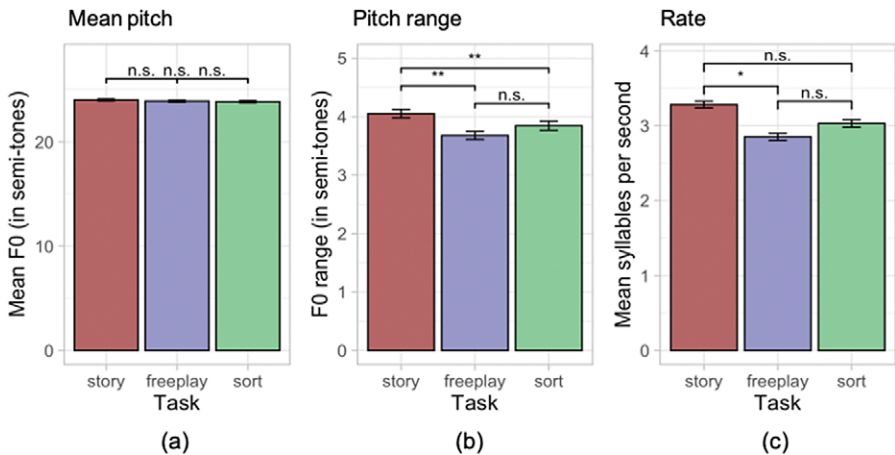 Mean pitch
Mean F0 (in semi-tones)
20
10
0
n.s. n.s. n.s.
story freeplay sort
Task
(a)
Pitch range
F0 range (in semi-tones)
5
4
3
2
1
0
**
**
n.s.
story freeplay sort
Task
(b)
Rate
Mean syllables per second
4
3
2
1
0
n.s.
*
n.s.
story freeplay sort
Task
(c)